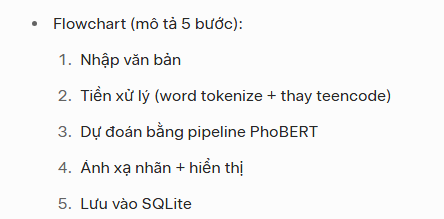 Flowchart (mô tả 5 bước):
1. Nhập văn bản
2. Tiền xử lý (word tokenize + thay teencode)
3. Dự đoán bằng pipeline PhoBERT
4. Ánh xạ nhãn + hiển thị
5. Lưu vào SQLite